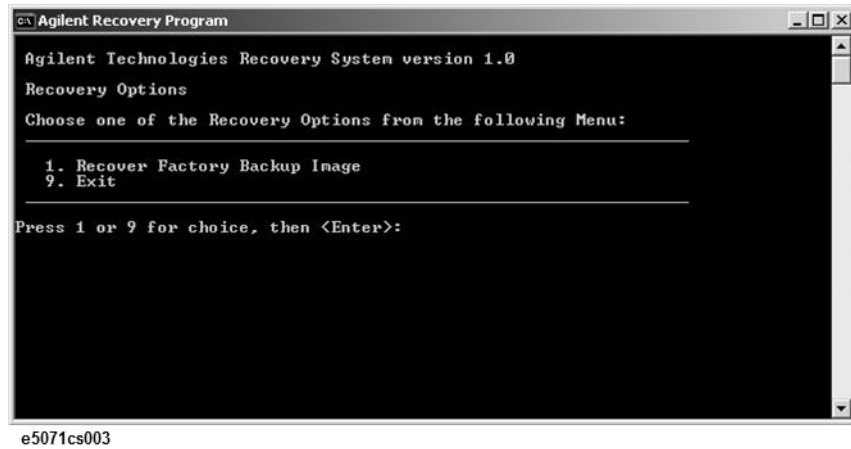 Agilent Recovery Program
Agilent Technologies Recovery System version 1.0
Recovery Options
Choose one of the Recovery Options from the following Menu:
1. Recover Factory Backup Image
9. Exit
Press 1 or 9 for choice, then <Enter>:
e5071cs003